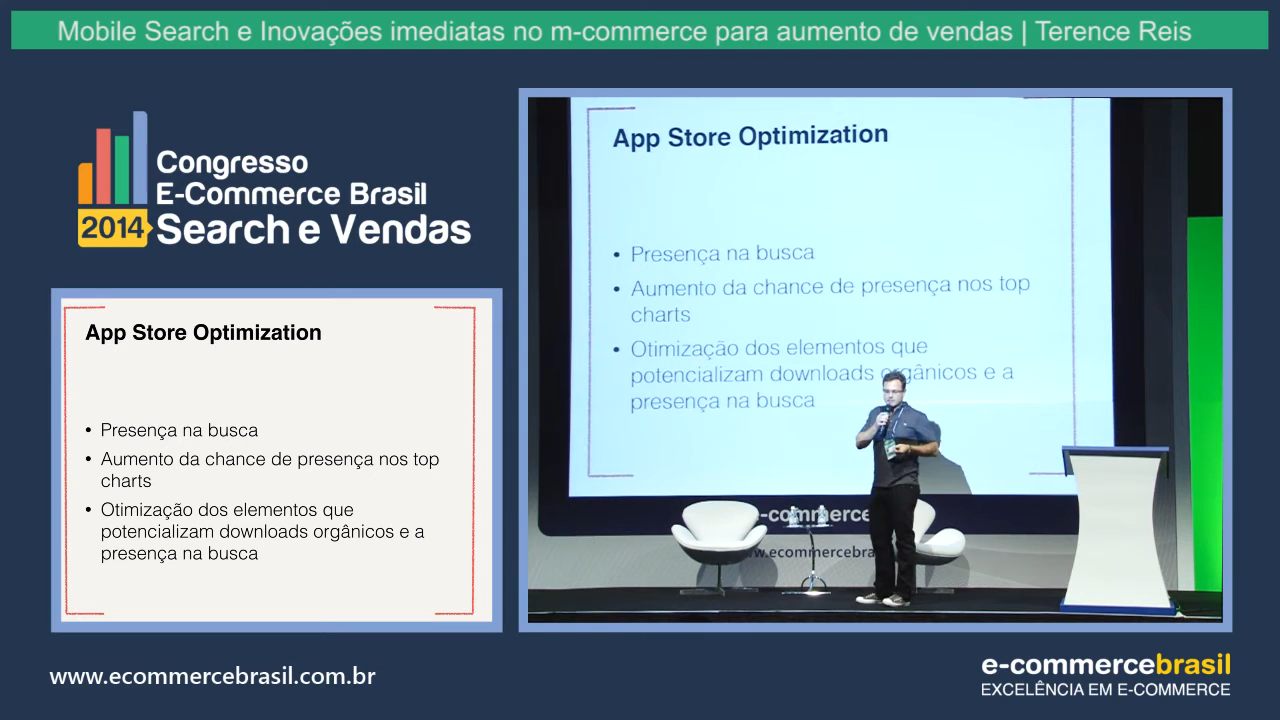 Mobile Search e Inovações imediatas no m-commerce para aumento de vendas | Terence Reis
Congresso
E-Commerce Brasil
2014 Search e Vendas
App Store Optimization
• Presença na busca
• Aumento da chance de presença nos top
charts
• Otimização dos elementos que
potencializam downloads orgânicos e a
presença na busca
App Store Optimization
• Presença na busca
• Aumento da chance de presença nos top
charts
• Otimização dos elementos que
potencializam downloads orgânicos e a
presença na busca
e-commerce
www.ecommercebrasil.com.br
e-commercebrasil
EXCELÊNCIA EM E-COMMERCE